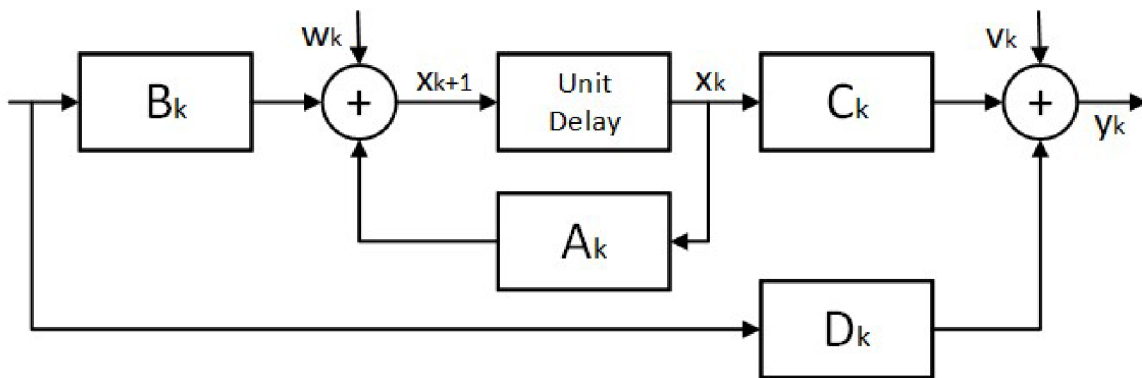 wₖ
vₖ
Bₖ
+
xₖ₊₁
Unit
Delay
xₖ
Cₖ
+
yₖ
Aₖ
Dₖ